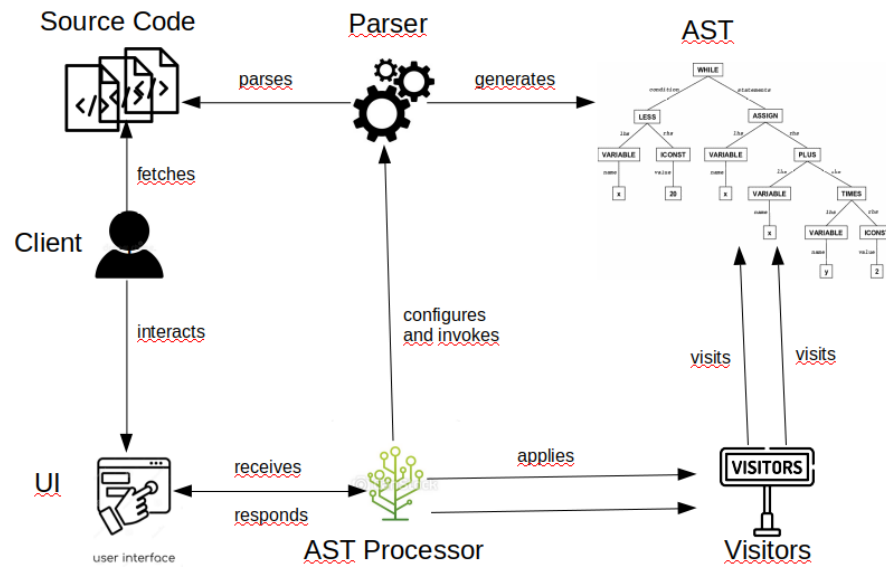 Source Code
Parser
AST
parses
generates
WHILE
condition
statements
LESS
ASSIGN
lhs
rhs
lhs
rhs
VARIABLE
ICONST
VARIABLE
PLUS
name
value
name
lhs
rhs
x
20
x
VARIABLE
TIMES
name
lhs
rhs
x
VARIABLE
ICONST
name
value
y
2
fetches
Client
interacts
configures
and invokes
visits
visits
UI
receives
responds
applies
VISITORS
user interface
AST Processor
Visitors